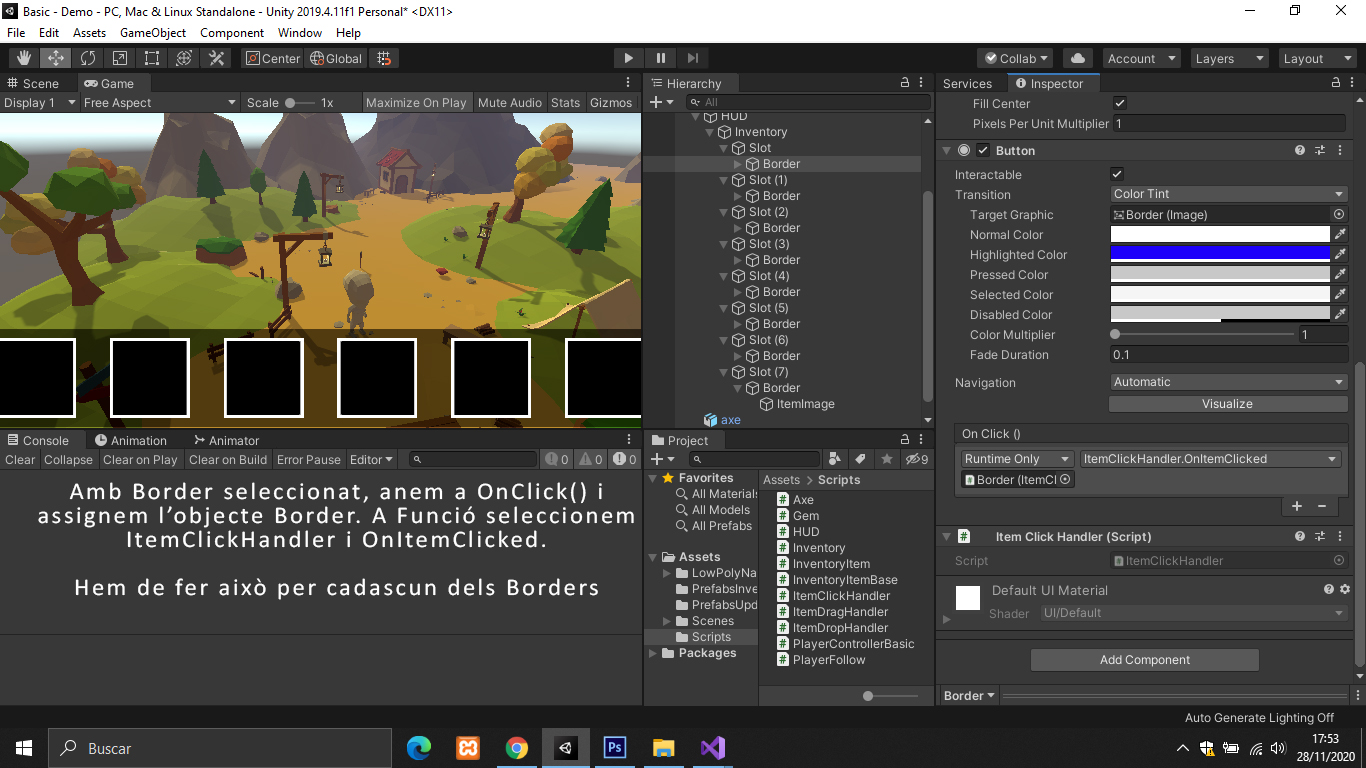 Basic - Demo - PC, Mac & Linux Standalone - Unity 2019.4.11f1 Personal* <DX11>
File Edit Assets GameObject Component Window Help
Center Global Collab Account Layers Layout
Scene Game
Display 1 Free Aspect Scale 1x Maximize On Play Mute Audio Stats Gizmos
Hierarchy
All
HUD
Inventory
Slot
Border
Slot (1)
Border
Slot (2)
Border
Slot (3)
Border
Slot (4)
Border
Slot (5)
Border
Slot (6)
Border
Slot (7)
Border
ItemImage
axe
Services Inspector
Fill Center
Pixels Per Unit Multiplier 1
Button
Interactable
Transition Color Tint
Target Graphic Border (Image)
Normal Color
Highlighted Color
Pressed Color
Selected Color
Disabled Color
Color Multiplier 1
Fade Duration 0.1
Navigation Automatic
Visualize
On Click ()
Runtime Only ItemClickHandler.OnItemClicked
Border (ItemCl
Item Click Handler (Script)
Script ItemClickHandler
Default UI Material
Shader UI/Default
Add Component
Border
Console Animation Animator
Clear Collapse Clear on Play Clear on Build Error Pause Editor 0 0 0
Amb Border seleccionat, anem a OnClick() i
assignem l'objecte Border. A Funció seleccionem
ItemClickHandler i OnItemClicked.
Hem de fer això per cadascun dels Borders
Project
9
Favorites
All Materials
All Models
All Prefabs
Assets
LowPolyNa
PrefabsInve
PrefabsUpd
Scenes
Scripts
Packages
Assets > Scripts
Axe
Gem
HUD
Inventory
InventoryItem
InventoryItemBase
ItemClickHandler
ItemDragHandler
ItemDropHandler
PlayerControllerBasic
PlayerFollow
Auto Generate Lighting Off
Buscar
Ps
17:53
28/11/2020